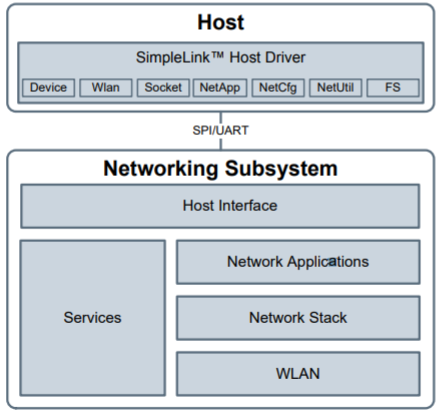 Host
SimpleLink™ Host Driver
Device Wlan Socket NetApp NetCfg NetUtil FS
SPI/UART
Networking Subsystem
Host Interface
Services
Network Applications
Network Stack
WLAN